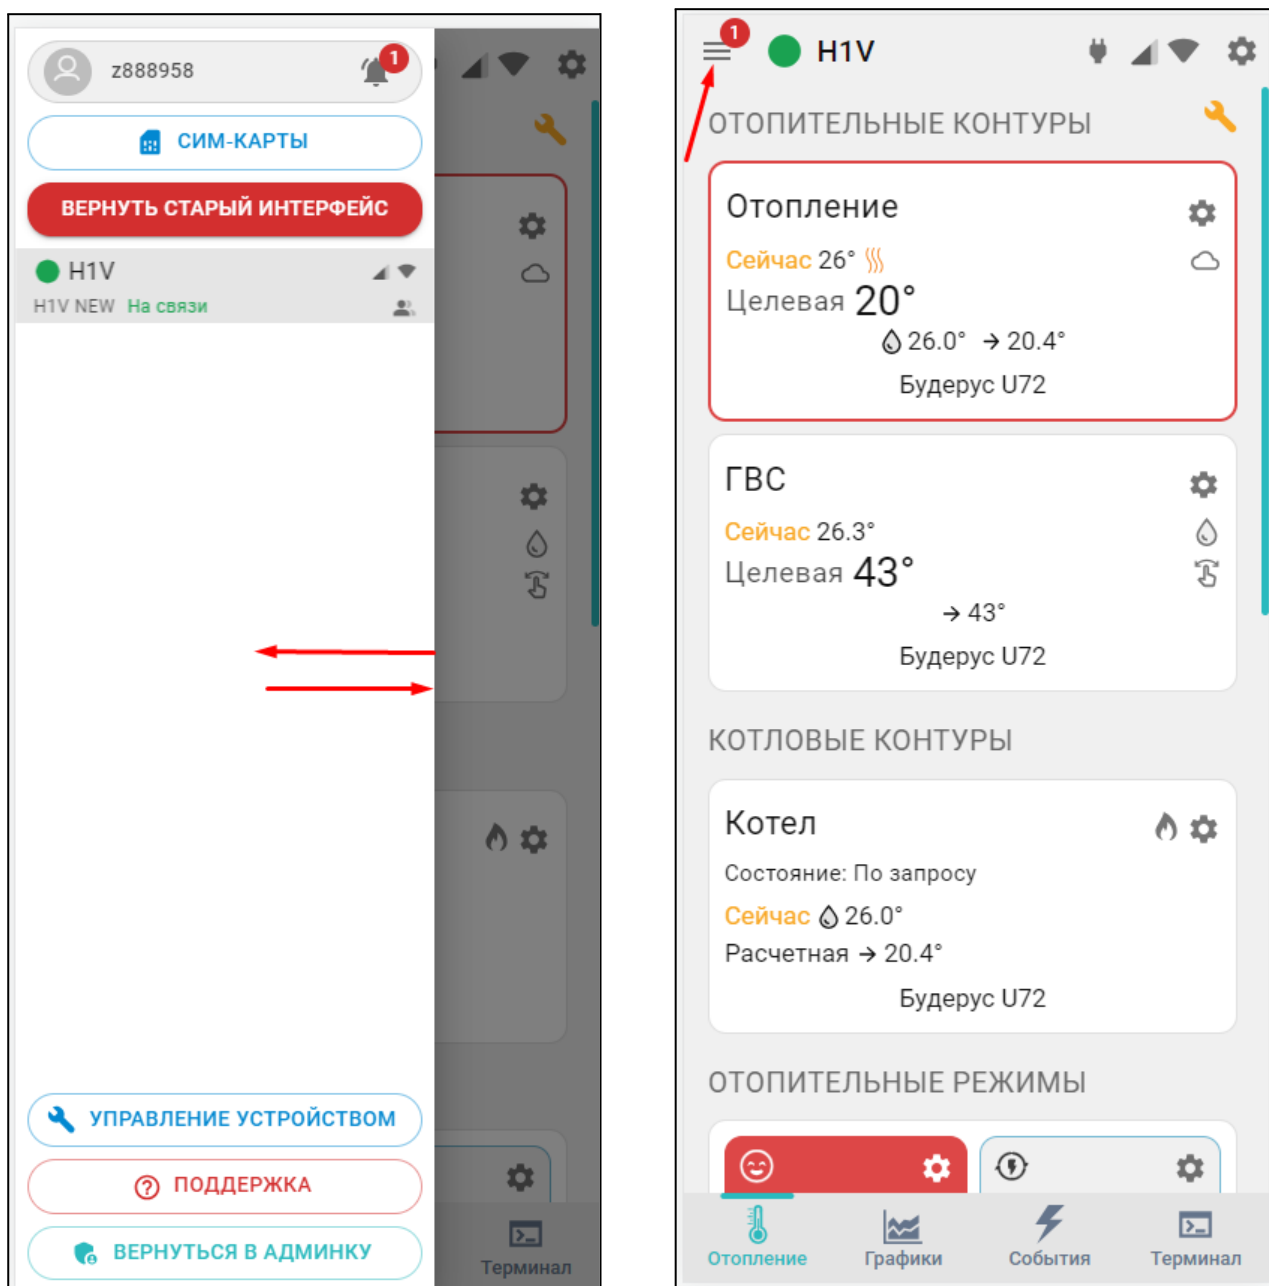 z888958
1
СИМ-КАРТЫ
ВЕРНУТЬ СТАРЫЙ ИНТЕРФЕЙС
H1V
H1V NEW На связи
УПРАВЛЕНИЕ УСТРОЙСТВОМ
ПОДДЕРЖКА
ВЕРНУТЬСЯ В АДМИНКУ
Терминал
1
H1V
ОТОПИТЕЛЬНЫЕ КОНТУРЫ
Отопление
Сейчас 26°
Целевая 20°
26.0° → 20.4°
Будерус U72
ГВС
Сейчас 26.3°
Целевая 43°
→ 43°
Будерус U72
КОТЛОВЫЕ КОНТУРЫ
Котел
Состояние: По запросу
Сейчас 26.0°
Расчетная → 20.4°
Будерус U72
ОТОПИТЕЛЬНЫЕ РЕЖИМЫ
Отопление Графики События Терминал